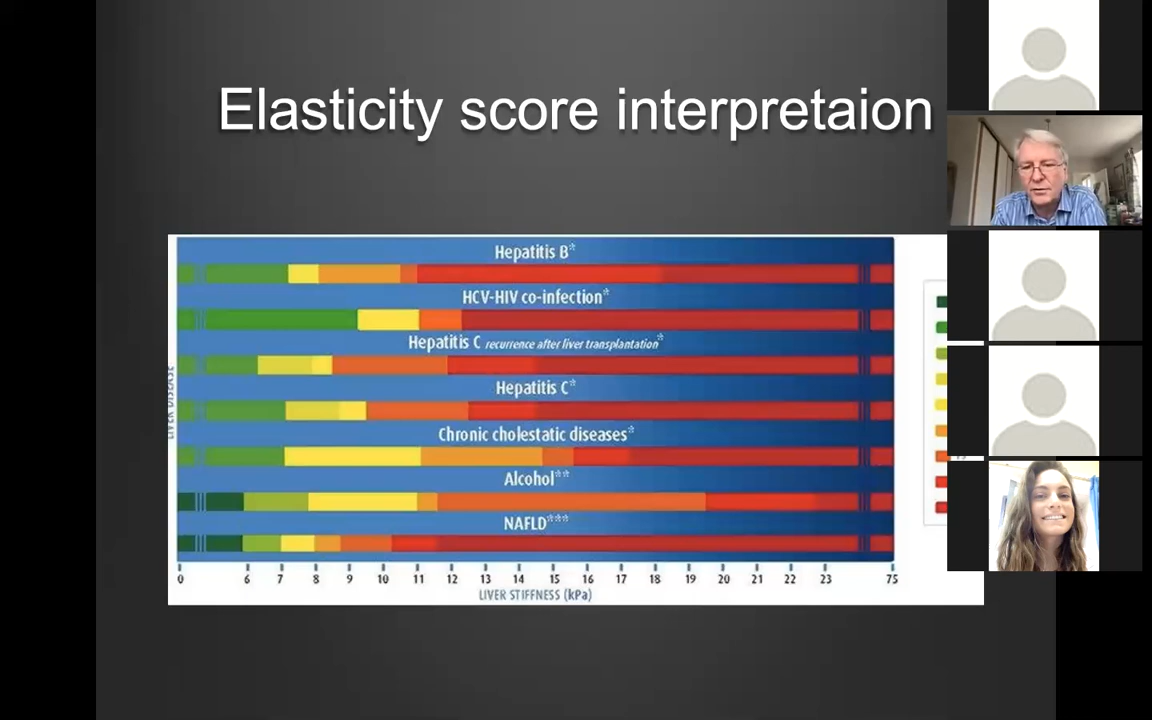 Elasticity score interpretaion
Hepatitis B*
HCV-HIV co-infection*
Hepatitis C recurrence after liver transplantation*
Hepatitis C*
Chronic cholestatic diseases*
Alcohol**
NAFLD***
LIVER DISEASE
0 6 7 8 9 10 11 12 13 14 15 16 17 18 19 20 21 22 23 75
LIVER STIFFNESS (kPa)